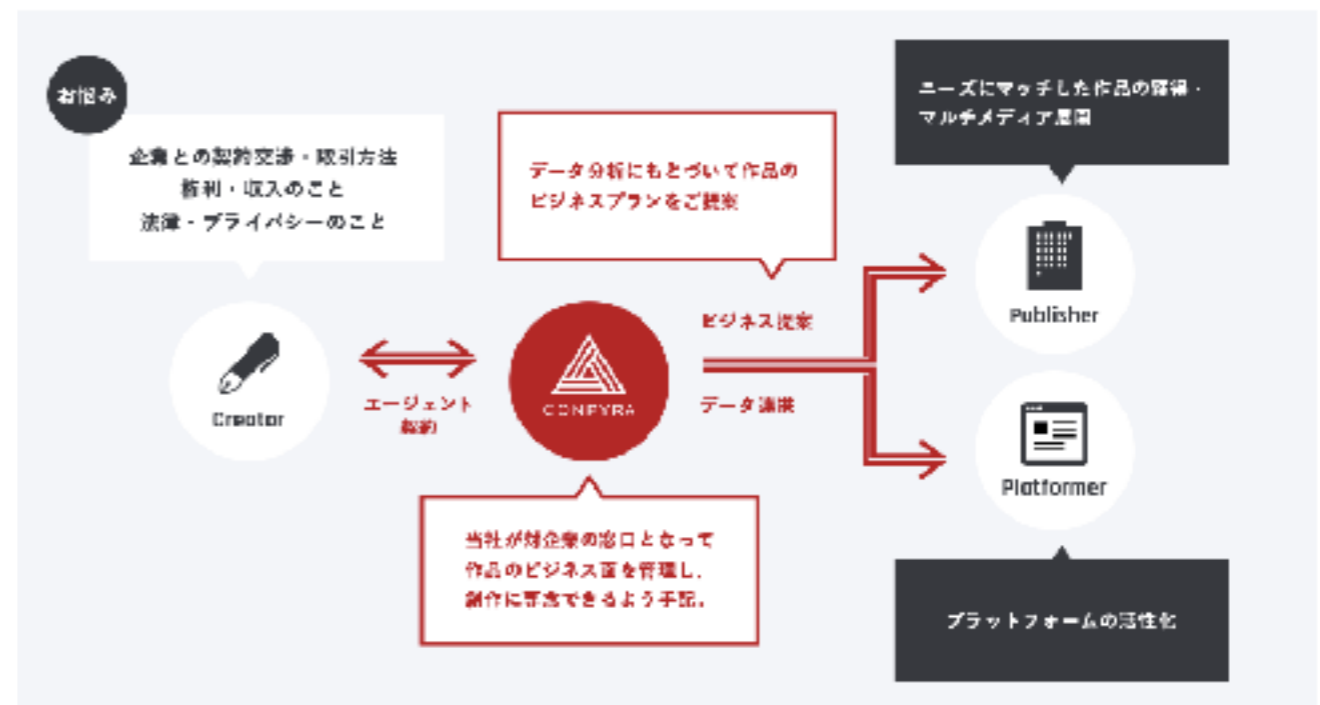 お悩み
企業との契約交渉・取引方法
権利・収入のこと
法律・プライバシーのこと
Creator
エージェント
契約
データ分析にもとづいて作品の
ビジネスプランをご提案
CONPYRA
当社が対企業の窓口となって
作品のビジネス面を管理し、
創作に専念できるよう手配。
ビジネス提案
データ連携
ニーズにマッチした作品の獲得・
マルチメディア展開
Publisher
Platformer
プラットフォームの活性化